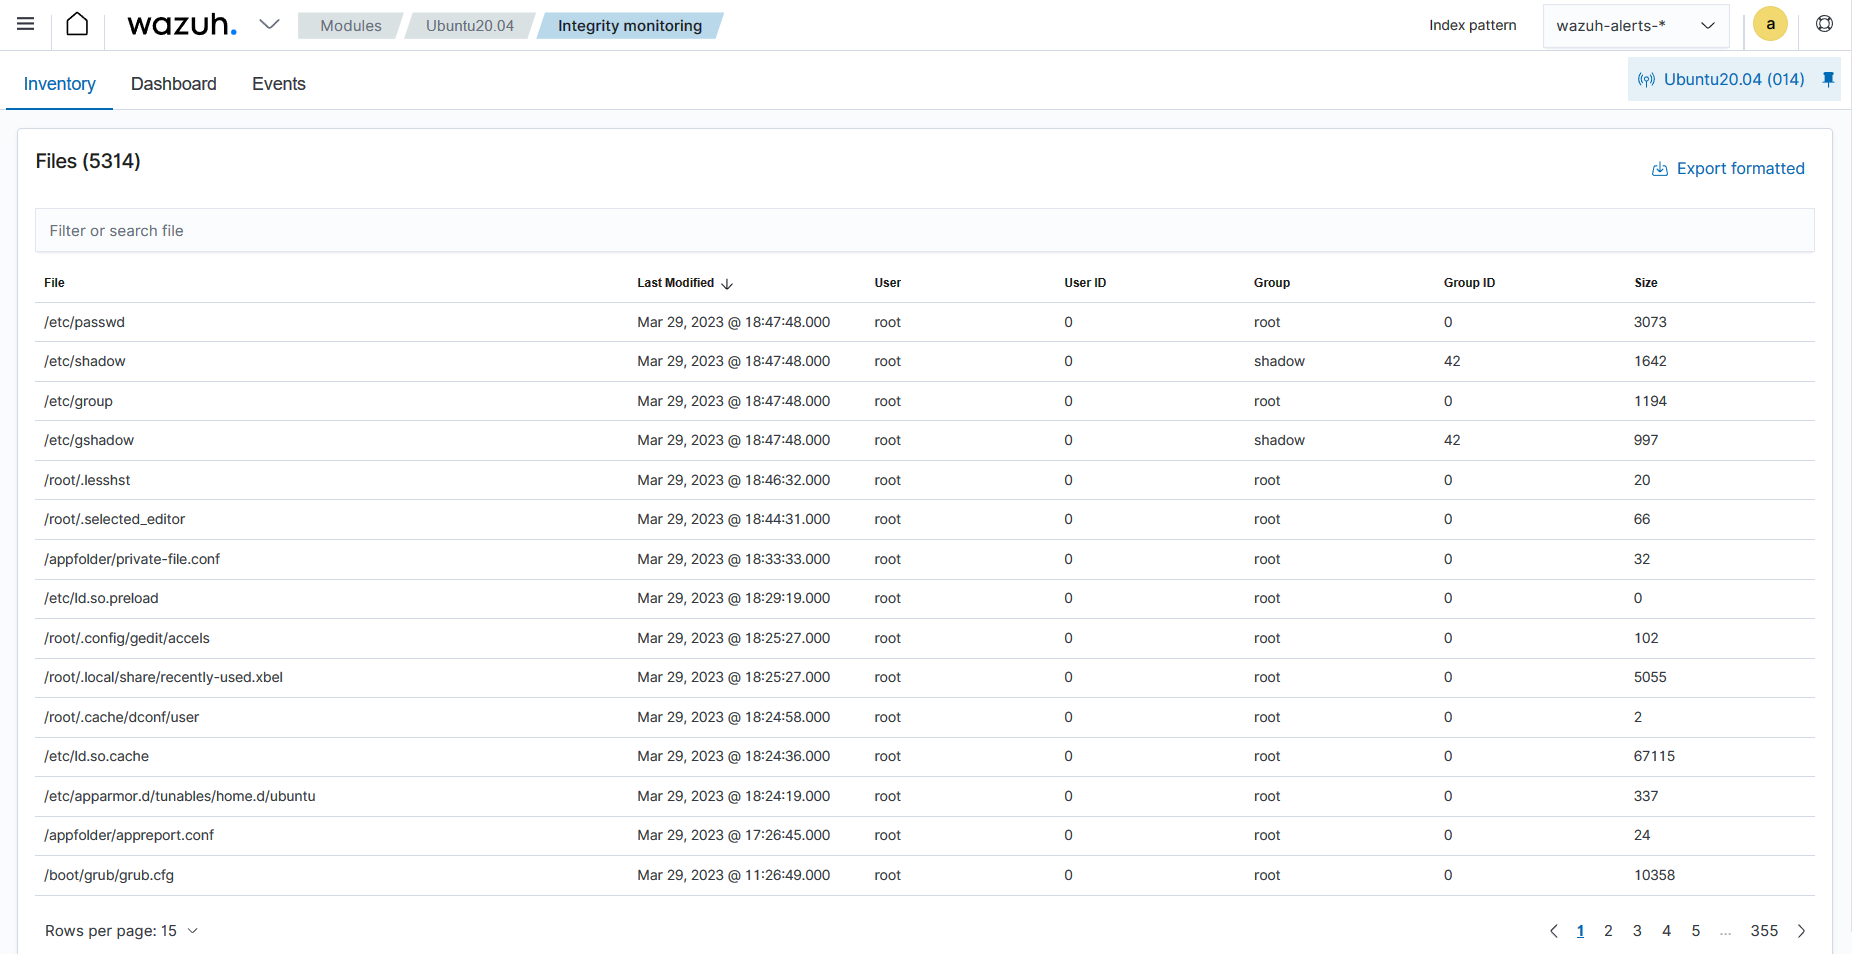 wazuh. Modules Ubuntu20.04 Integrity monitoring Index pattern wazuh-alerts-* a
Inventory Dashboard Events Ubuntu20.04 (014)
Files (5314)
Export formatted
Filter or search file
File Last Modified User User ID Group Group ID Size
/etc/passwd Mar 29, 2023 @ 18:47:48.000 root 0 root 0 3073
/etc/shadow Mar 29, 2023 @ 18:47:48.000 root 0 shadow 42 1642
/etc/group Mar 29, 2023 @ 18:47:48.000 root 0 root 0 1194
/etc/gshadow Mar 29, 2023 @ 18:47:48.000 root 0 shadow 42 997
/root/.lesshst Mar 29, 2023 @ 18:46:32.000 root 0 root 0 20
/root/.selected_editor Mar 29, 2023 @ 18:44:31.000 root 0 root 0 66
/appfolder/private-file.conf Mar 29, 2023 @ 18:33:33.000 root 0 root 0 32
/etc/ld.so.preload Mar 29, 2023 @ 18:29:19.000 root 0 root 0 0
/root/.config/gedit/accels Mar 29, 2023 @ 18:25:27.000 root 0 root 0 102
/root/.local/share/recently-used.xbel Mar 29, 2023 @ 18:25:27.000 root 0 root 0 5055
/root/.cache/dconf/user Mar 29, 2023 @ 18:24:58.000 root 0 root 0 2
/etc/ld.so.cache Mar 29, 2023 @ 18:24:36.000 root 0 root 0 67115
/etc/apparmor.d/tunables/home.d/ubuntu Mar 29, 2023 @ 18:24:19.000 root 0 root 0 337
/appfolder/appreport.conf Mar 29, 2023 @ 17:26:45.000 root 0 root 0 24
/boot/grub/grub.cfg Mar 29, 2023 @ 11:26:49.000 root 0 root 0 10358
Rows per page: 15 1 2 3 4 5 ... 355